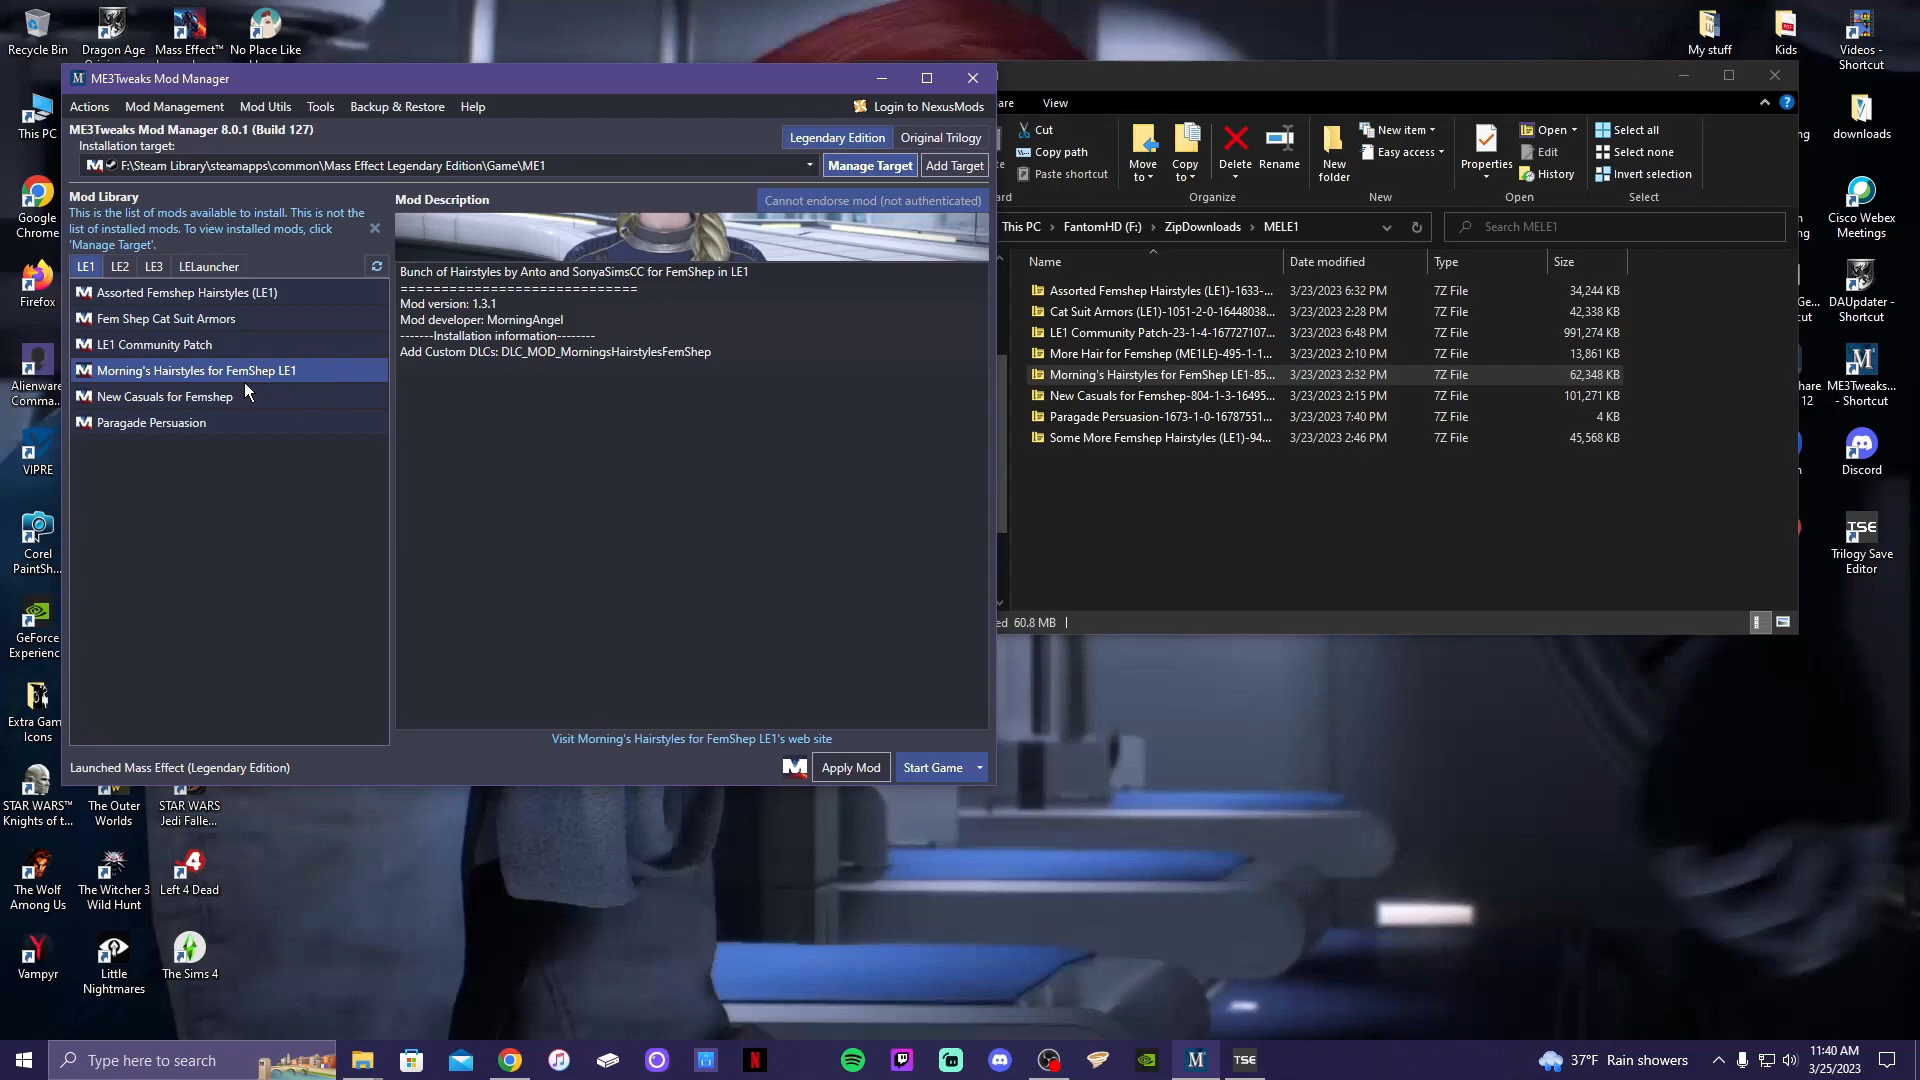 Recycle Bin
Dragon Age
Mass Effect™
No Place Like
My stuff
Kids
Videos -
Shortcut
ME3Tweaks Mod Manager
Actions
Mod Management
Mod Utils
Tools
Backup & Restore
Help
Login to NexusMods
ME3Tweaks Mod Manager 8.0.1 (Build 127)
Legendary Edition
Original Trilogy
Installation target:
F:\Steam Library\steamapps\common\Mass Effect Legendary Edition\Game\ME1
Manage Target
Add Target
Mod Library
This is the list of mods available to install. This is not the
list of installed mods. To view installed mods, click
'Manage Target'.
LE1
LE2
LE3
LELauncher
Assorted Femshep Hairstyles (LE1)
Fem Shep Cat Suit Armors
LE1 Community Patch
Morning's Hairstyles for FemShep LE1
New Casuals for Femshep
Paragade Persuasion
Mod Description
Cannot endorse mod (not authenticated)
Bunch of Hairstyles by Anto and SonyaSimsCC for FemShep in LE1
============================
Mod version: 1.3.1
Mod developer: MorningAngel
-------Installation information--------
Add Custom DLCs: DLC_MOD_MorningsHairstylesFemShep
Visit Morning's Hairstyles for FemShep LE1's web site
Launched Mass Effect (Legendary Edition)
Apply Mod
Start Game
are
View
Cut
Copy path
Paste shortcut
ard
Move
to
Copy
to
Delete
Rename
Organize
New
folder
New item
Easy access
New
Properties
Open
Edit
History
Open
Select all
Select none
Invert selection
Select
This PC
FantomHD (F:)
ZipDownloads
MELE1
Search MELE1
Name
Date modified
Type
Size
Assorted Femshep Hairstyles (LE1)-1633-... 3/23/2023 6:32 PM 7Z File 34,244 KB
Cat Suit Armors (LE1)-1051-2-0-16448038... 3/23/2023 2:28 PM 7Z File 42,338 KB
LE1 Community Patch-23-1-4-167727107... 3/23/2023 6:48 PM 7Z File 991,274 KB
More Hair for Femshep (ME1LE)-495-1-1... 3/23/2023 2:10 PM 7Z File 13,861 KB
Morning's Hairstyles for FemShep LE1-85... 3/23/2023 2:32 PM 7Z File 62,348 KB
New Casuals for Femshep-804-1-3-16495... 3/23/2023 2:15 PM 7Z File 101,271 KB
Paragade Persuasion-1673-1-0-16787551... 3/23/2023 7:40 PM 7Z File 4 KB
Some More Femshep Hairstyles (LE1)-94... 3/23/2023 2:46 PM 7Z File 45,568 KB
ed 60.8 MB
This PC
Google
Chrome
Firefox
Alienware
Comma...
VIPRE
Corel
PaintSh...
GeForce
Experienc
Extra Gam
Icons
STAR WARS™
Knights of t...
The Outer
Worlds
STAR WARS
Jedi Falle...
The Wolf
Among Us
The Witcher 3
Wild Hunt
Left 4 Dead
Vampyr
Little
Nightmares
The Sims 4
downloads
Cisco Webex
Meetings
DAUpdater -
Shortcut
ME3Tweaks...
- Shortcut
Discord
TSE
Trilogy Save
Editor
ng
ng
Ge...
hare
12
Type here to search
TSE
37°F Rain showers
11:40 AM
3/25/2023